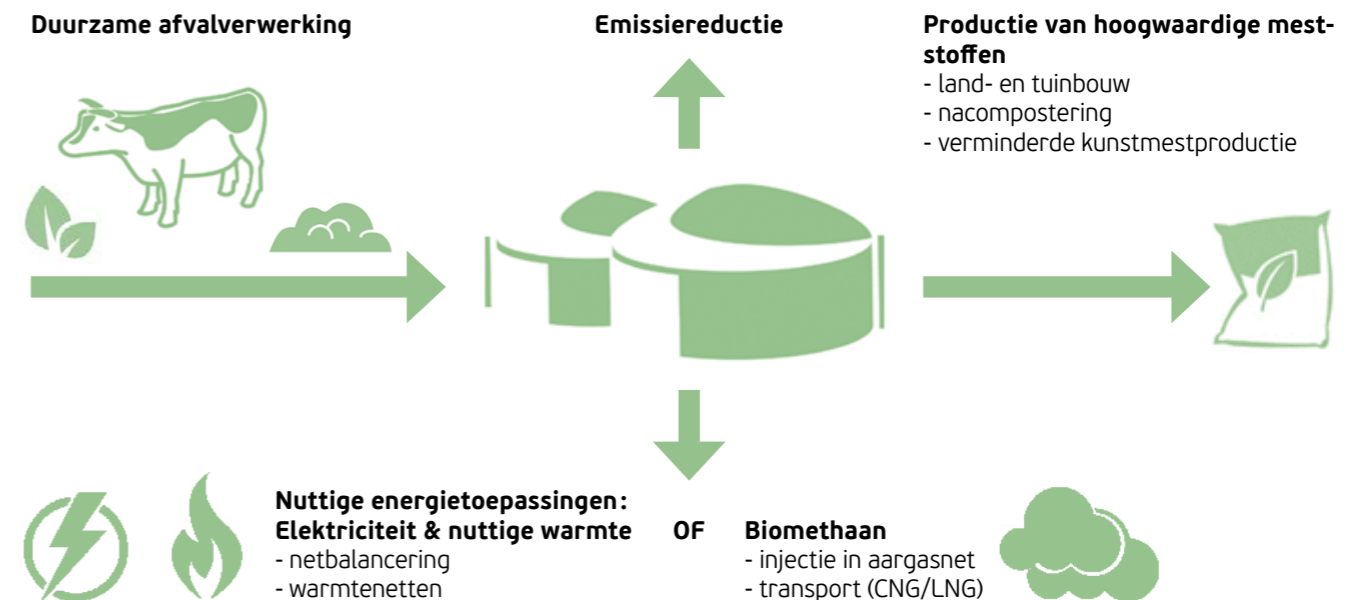 Duurzame afvalverwerking
Emissiereductie
Productie van hoogwaardige mest-
stoffen
- land- en tuinbouw
- nacompostering
- verminderde kunstmestproductie
Nuttige energietoepassingen:
Elektriciteit & nuttige warmte
- netbalancering
- warmtenetten
OF
Biomethaan
- injectie in aargasnet
- transport (CNG/LNG)